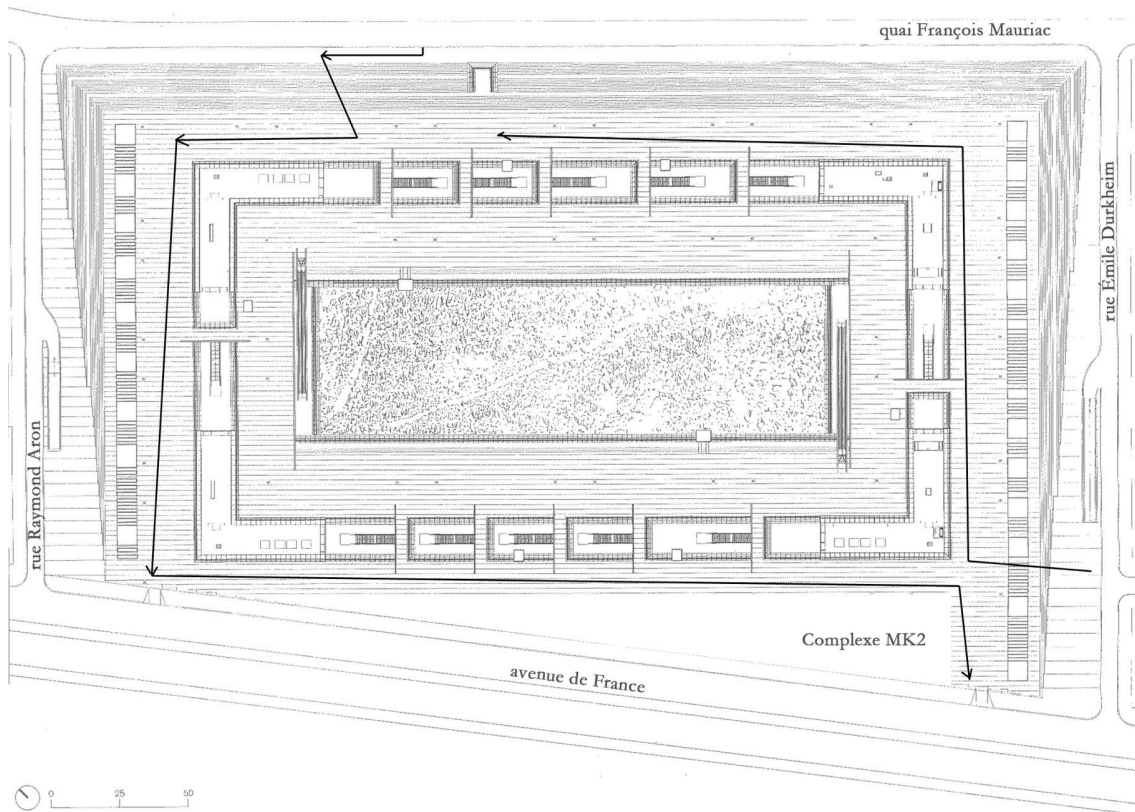 quai François Mauriac
rue Émile Durkheim
rue Raymond Aron
Complexe MK2
avenue de France
0 25 50